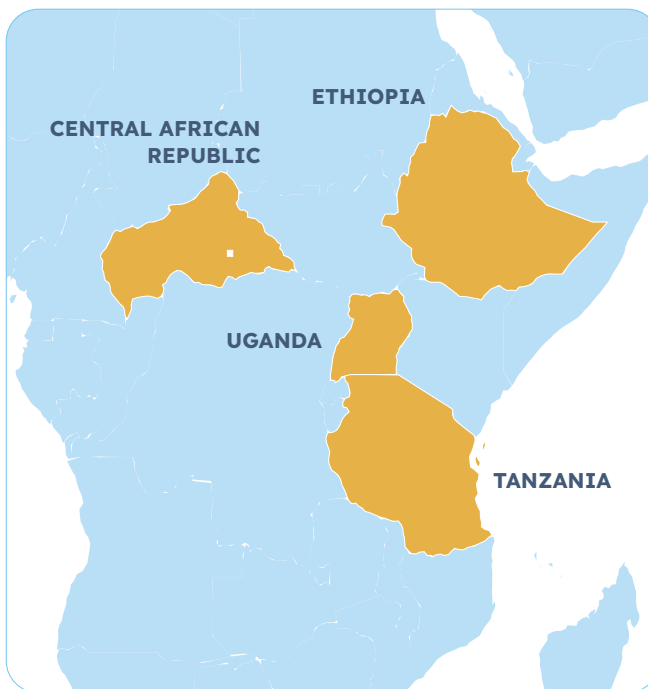 ETHIOPIA
CENTRAL AFRICAN
REPUBLIC
UGANDA
TANZANIA